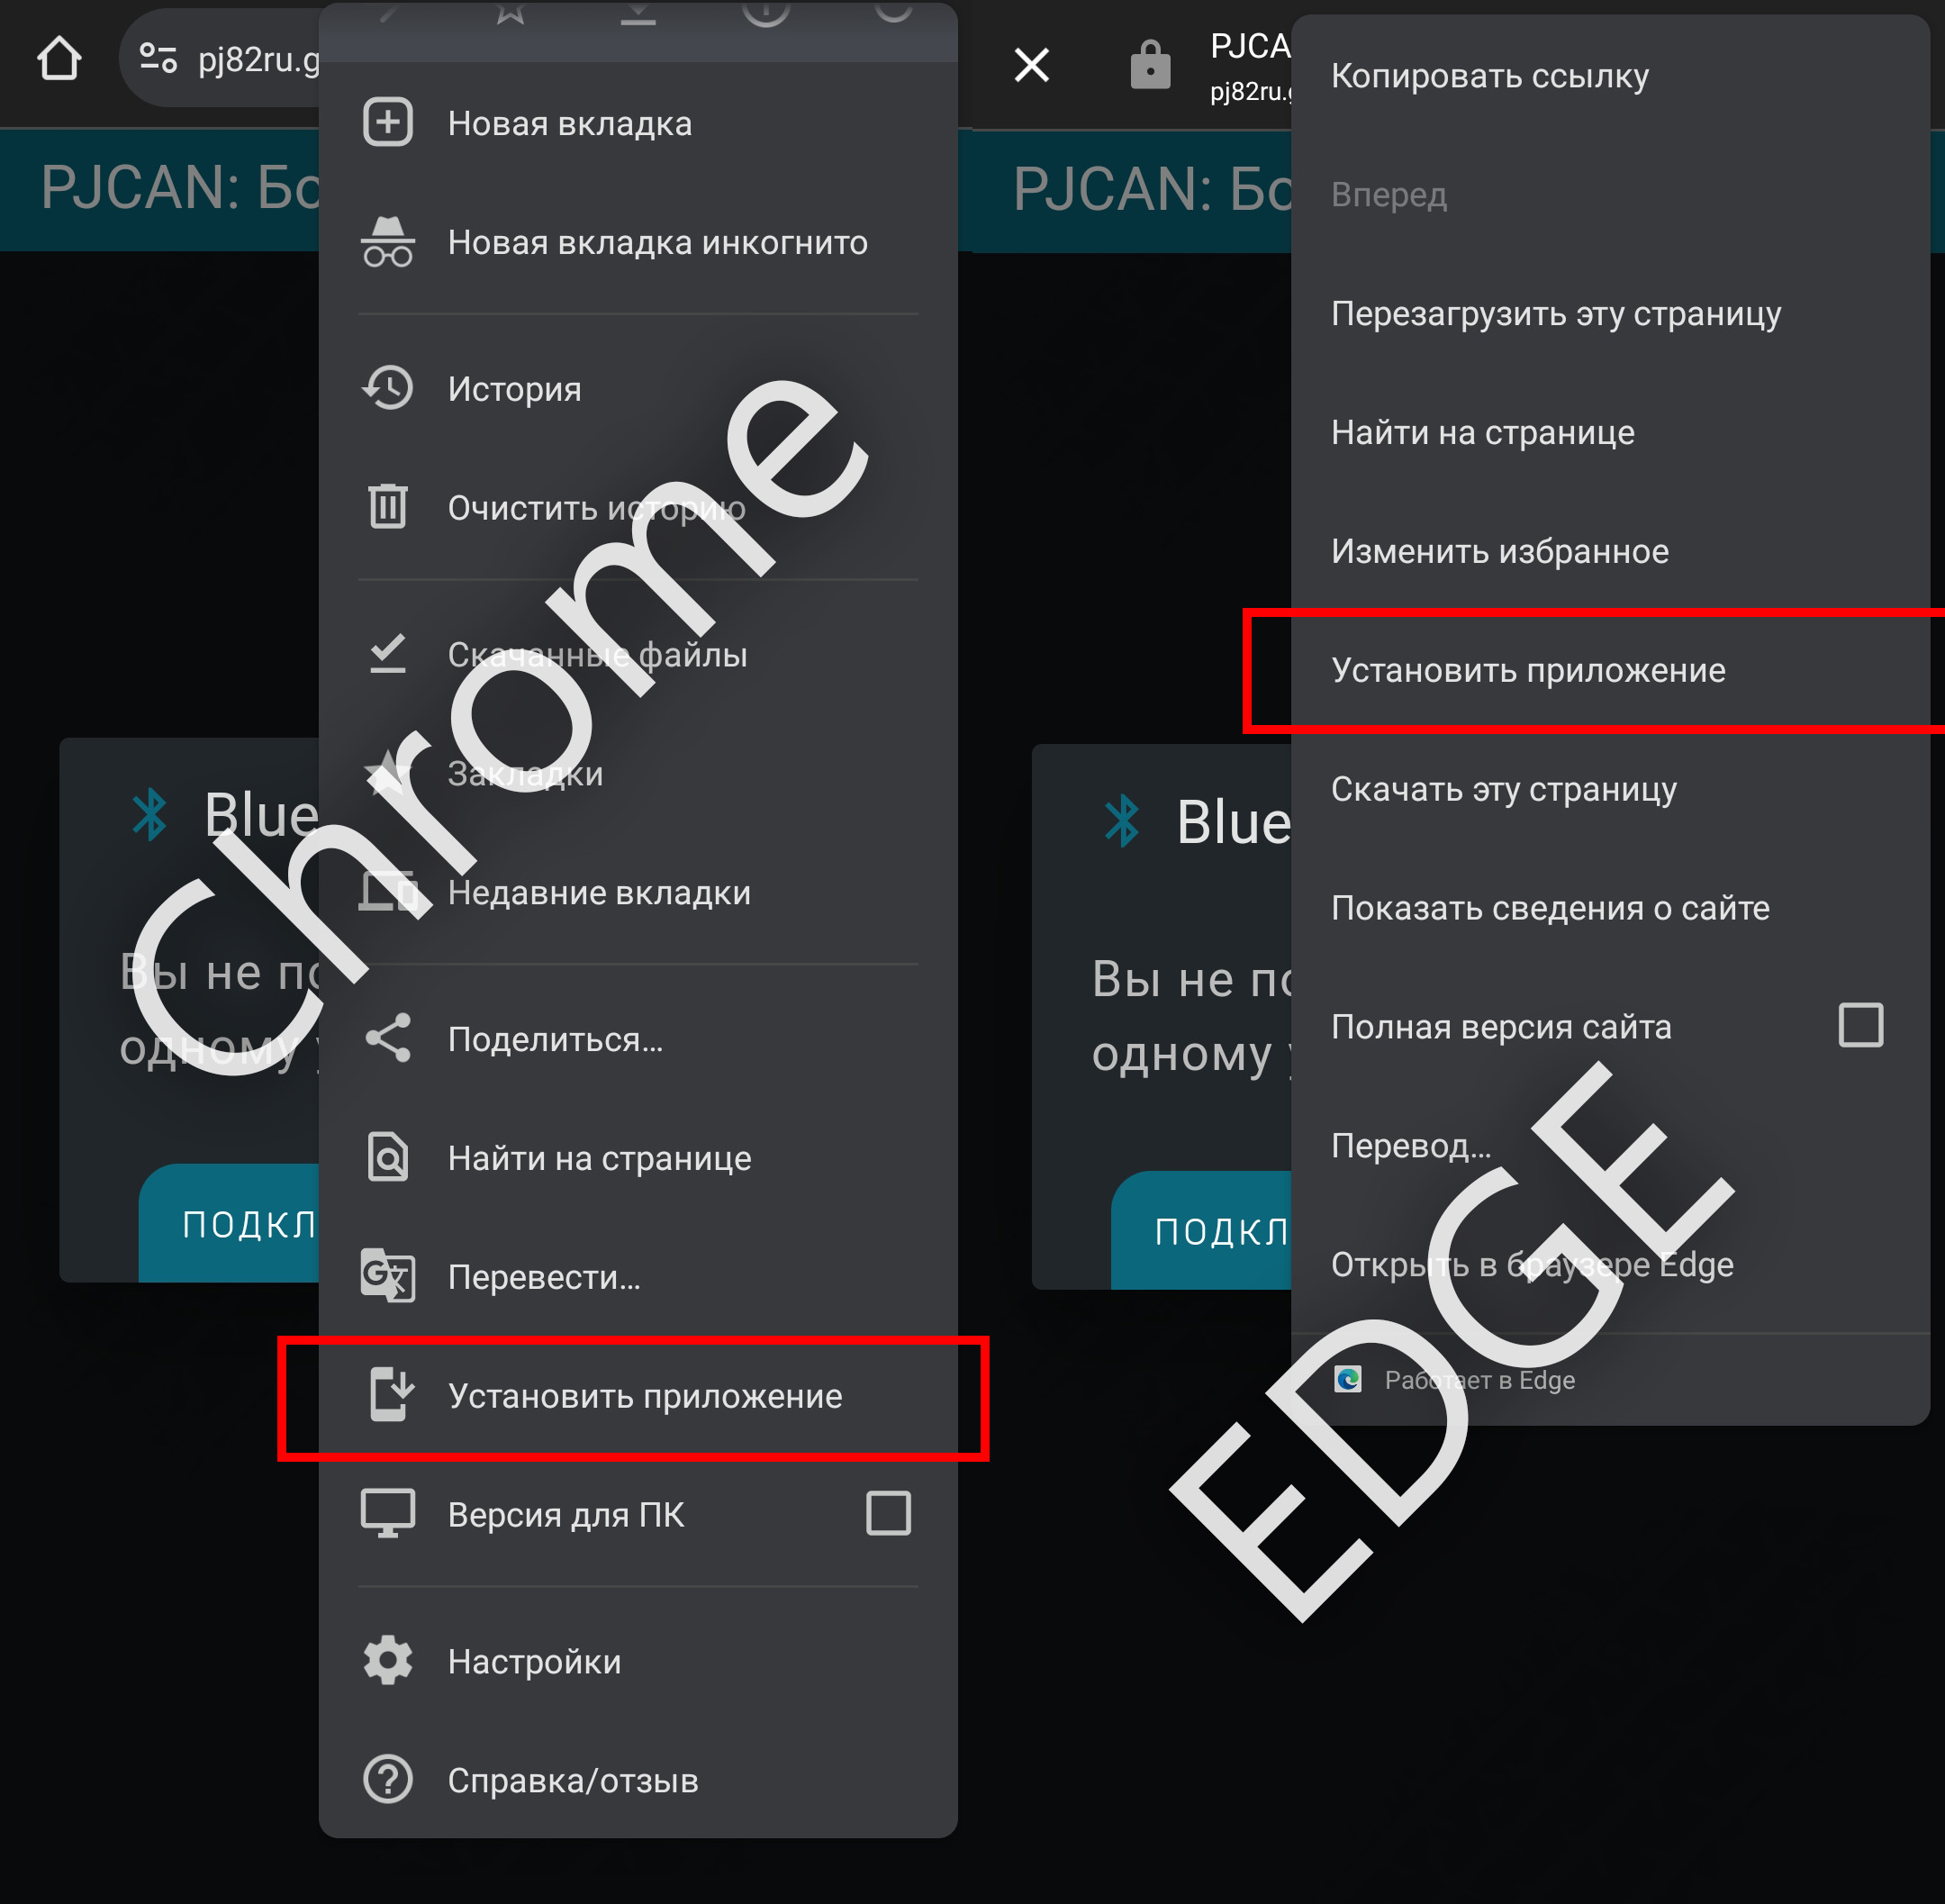 pj82ru.g
PJCAN: Бо
Новая вкладка
Новая вкладка инкогнито
История
Очистить историю
Скачанные файлы
Закладки
Недавние вкладки
Поделиться...
Найти на странице
Перевести...
Установить приложение
Версия для ПК
Настройки
Справка/отзыв
Blue
Вы не по
одному у
ПОДКЛ
Chrome
PJCA
pj82ru.g
PJCAN: Бо
Копировать ссылку
Вперед
Перезагрузить эту страницу
Найти на странице
Изменить избранное
Установить приложение
Скачать эту страницу
Показать сведения о сайте
Полная версия сайта
Перевод...
Открыть в браузере Edge
Работает в Edge
Blue
Вы не по
одному у
ПОДКЛ
EDGE